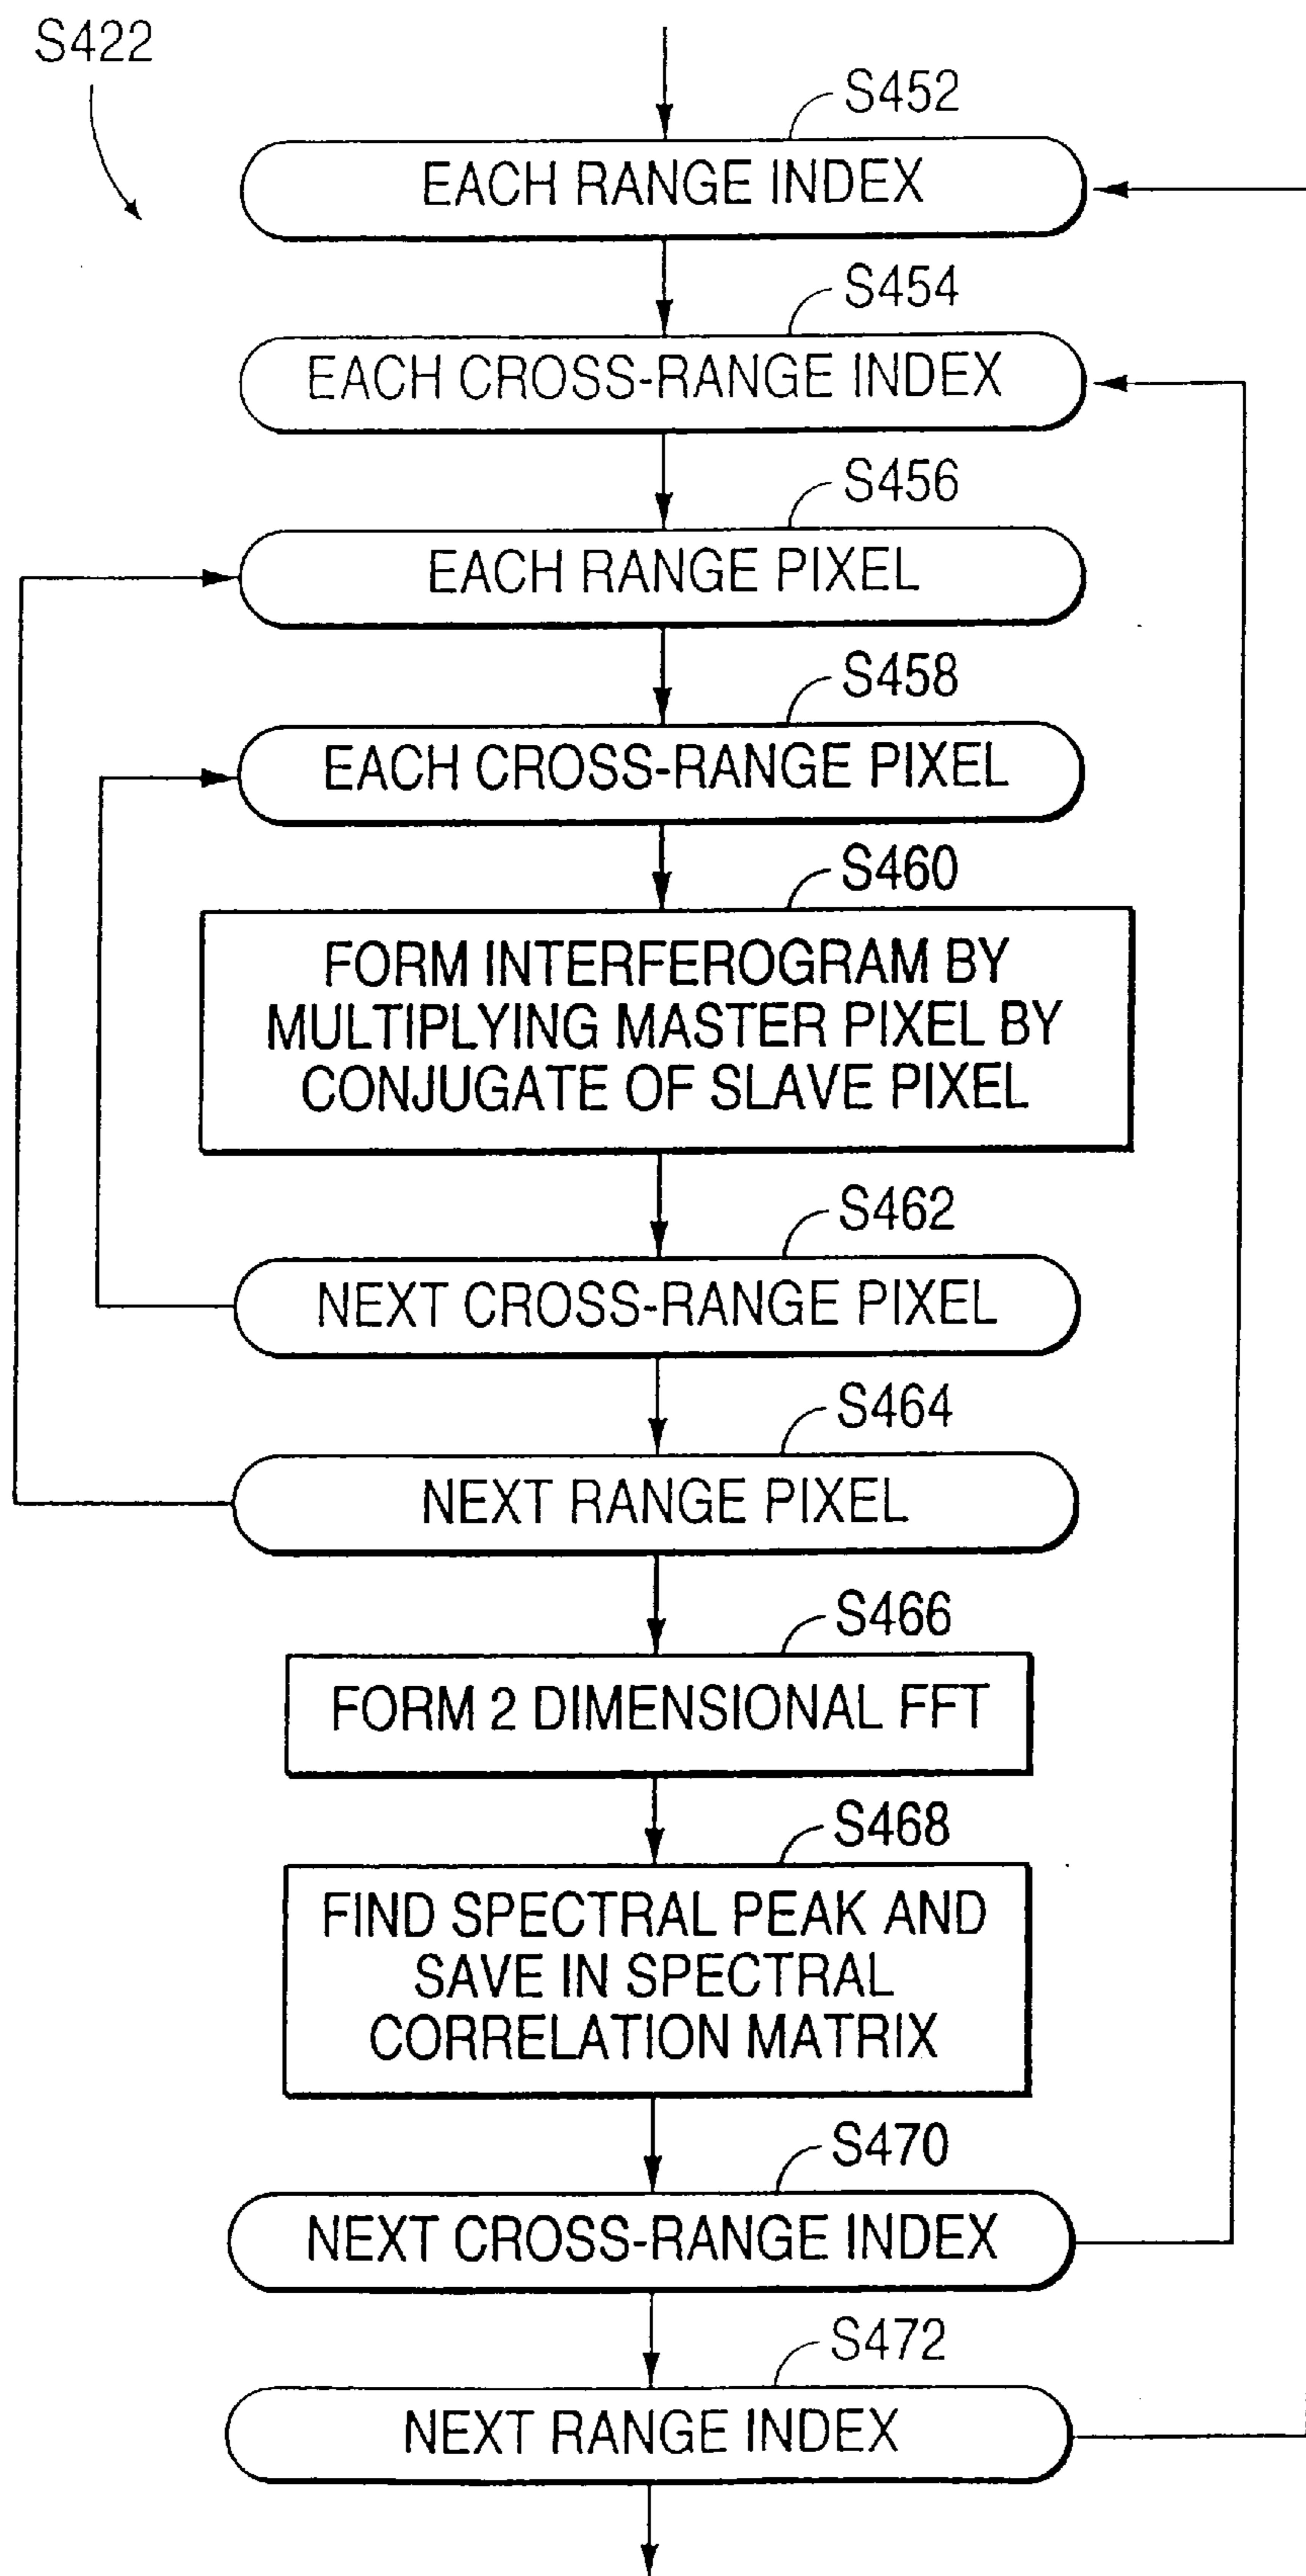 S422
S452
EACH RANGE INDEX
S454
EACH CROSS-RANGE INDEX
S456
EACH RANGE PIXEL
S458
EACH CROSS-RANGE PIXEL
S460
FORM INTERFEROGRAM BY
MULTIPLYING MASTER PIXEL BY
CONJUGATE OF SLAVE PIXEL
S462
NEXT CROSS-RANGE PIXEL
S464
NEXT RANGE PIXEL
S466
FORM 2 DIMENSIONAL FFT
S468
FIND SPECTRAL PEAK AND
SAVE IN SPECTRAL
CORRELATION MATRIX
S470
NEXT CROSS-RANGE INDEX
S472
NEXT RANGE INDEX